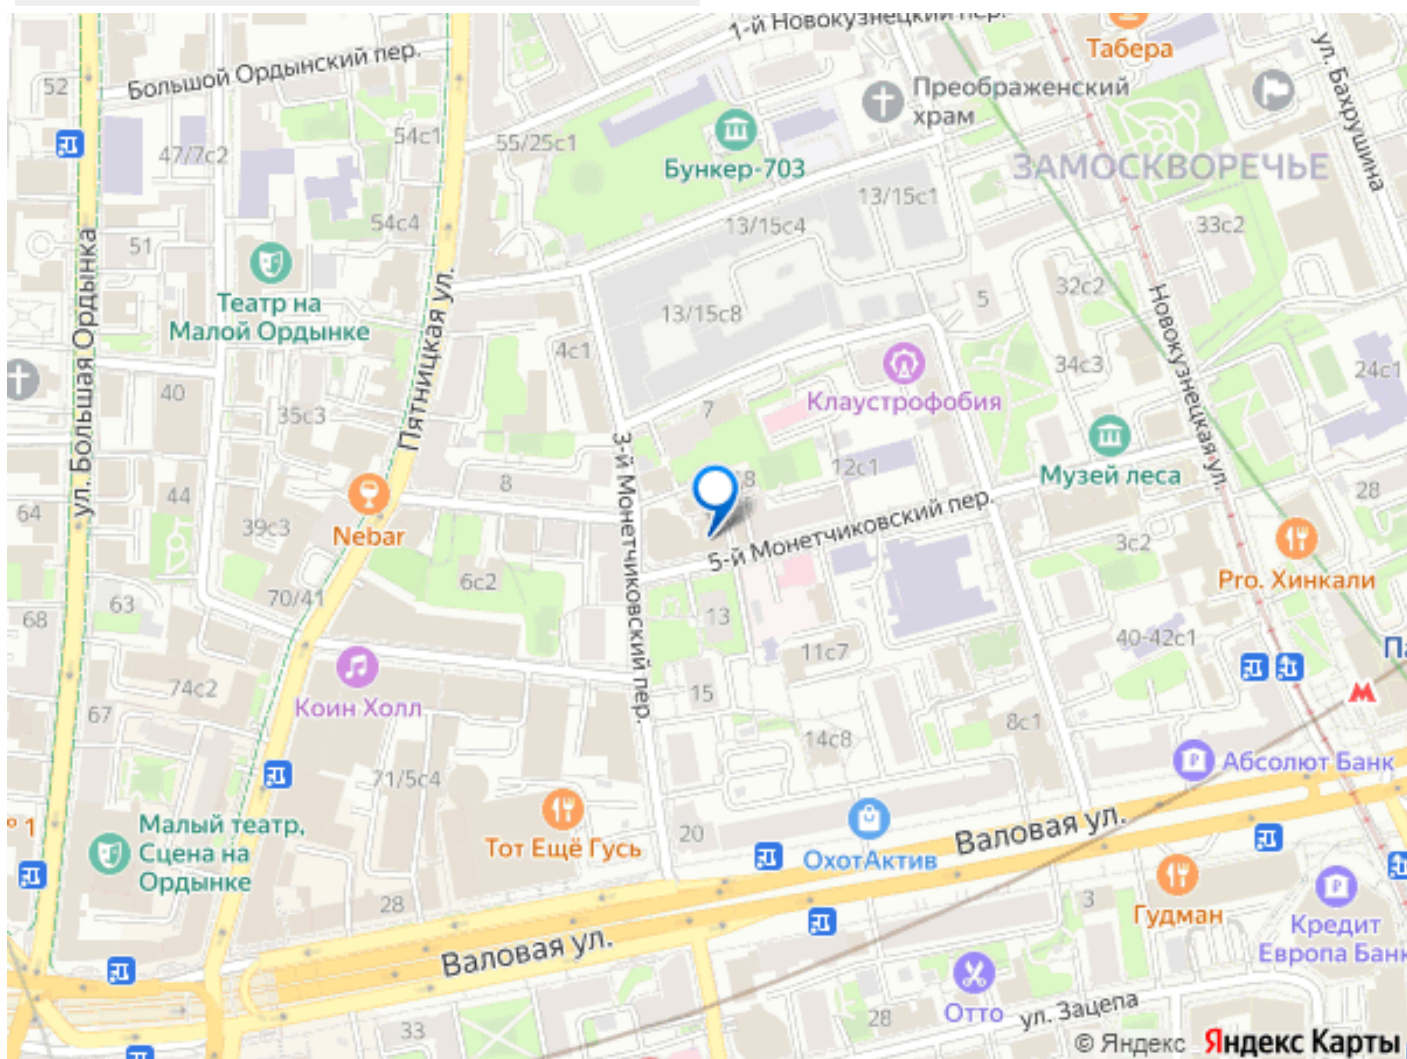 1-й Новокузнецкий пер.
Табера
Большой Ордынский пер.
52
ул. Бахрушина
Преображенский
храм
54с1
55/25с1
47/7с2
Бункер-703
ЗАМОСКВОРЕЧЬЕ
13/15с1
54с4
13/15с4
33с2
51
ул. Большая Ордынка
Театр на
Малой Ордынке
Пятницкая ул.
32с2
5
Новокузнецкая ул.
13/15с8
4с1
34с3
24с1
40
Клаустрофобия
7
35с3
3-й Монетчиковский пер.
12с1
Музей леса
8
8
44
28
64
39с3
Nebar
5-й Монетчиковский пер.
3с2
Pro. Хинкали
6с2
63
70/41
68
13
40-42с1
11с7
74с2
15
Коин Холл
67
8с1
14с8
Абсолют Банк
71/5с4
Малый театр,
Сцена на
Ордынке
№ 1
Тот Ещё Гусь
20
ОхотАктив
Валовая ул.
28
3
Гудман
Кредит
Европа Банк
Валовая ул.
Отто
ул. Зацепа
33
28
© Яндекс Яндекс Карты